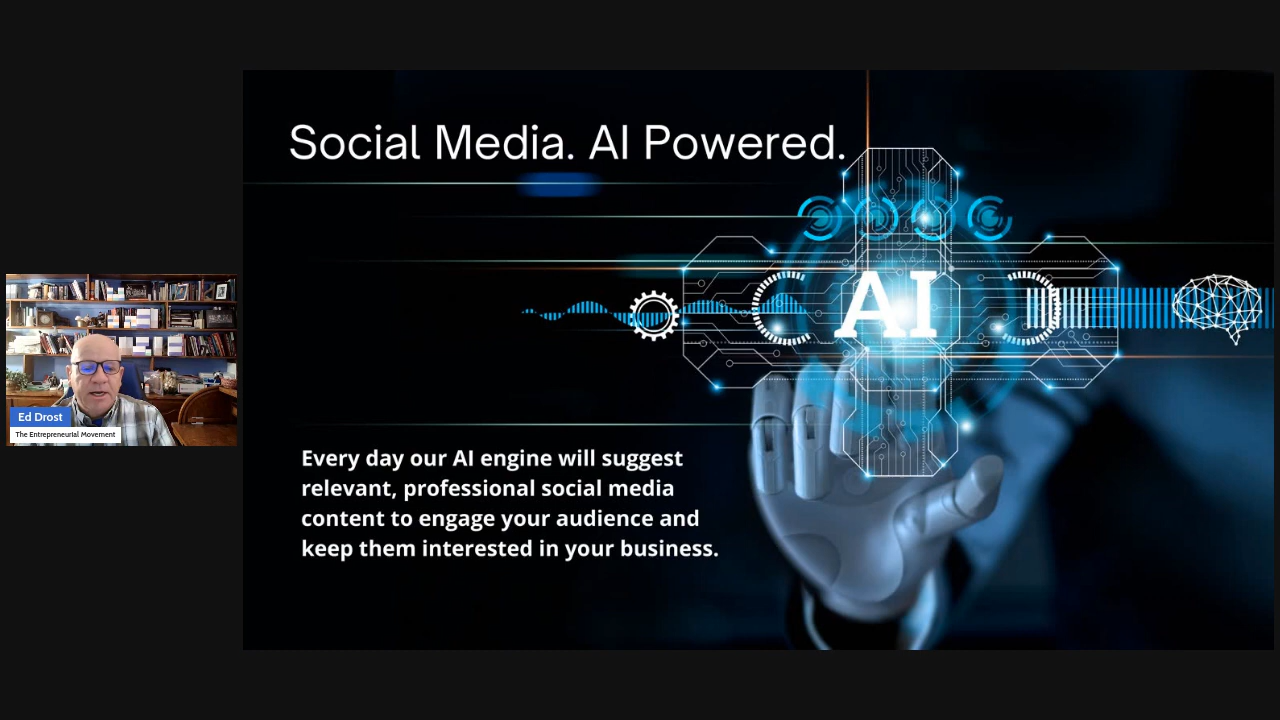 Social Media. AI Powered.
AI
Every day our AI engine will suggest
relevant, professional social media
content to engage your audience and
keep them interested in your business.
Ed Drost
The Entrepreneurial Movement